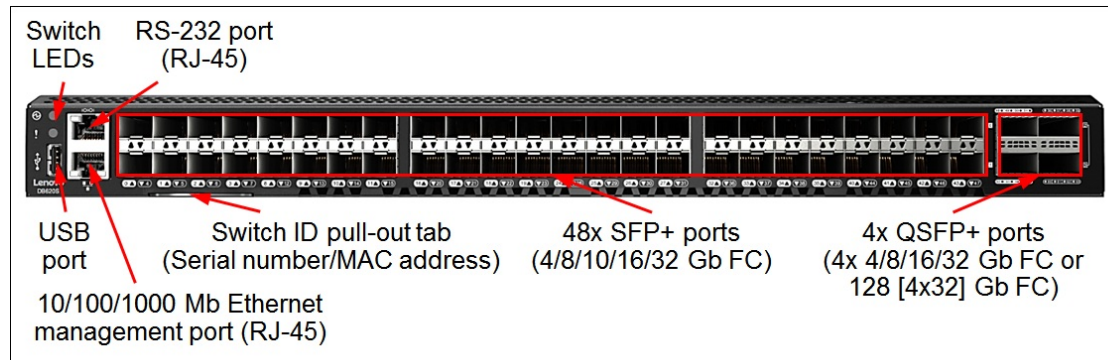 Switch
LEDs
RS-232 port
(RJ-45)
Lenovo
DB620S
USB
port
Switch ID pull-out tab
(Serial number/MAC address)
48x SFP+ ports
(4/8/10/16/32 Gb FC)
4x QSFP+ ports
(4x 4/8/16/32 Gb FC or
128 [4x32] Gb FC)
10/100/1000 Mb Ethernet
management port (RJ-45)